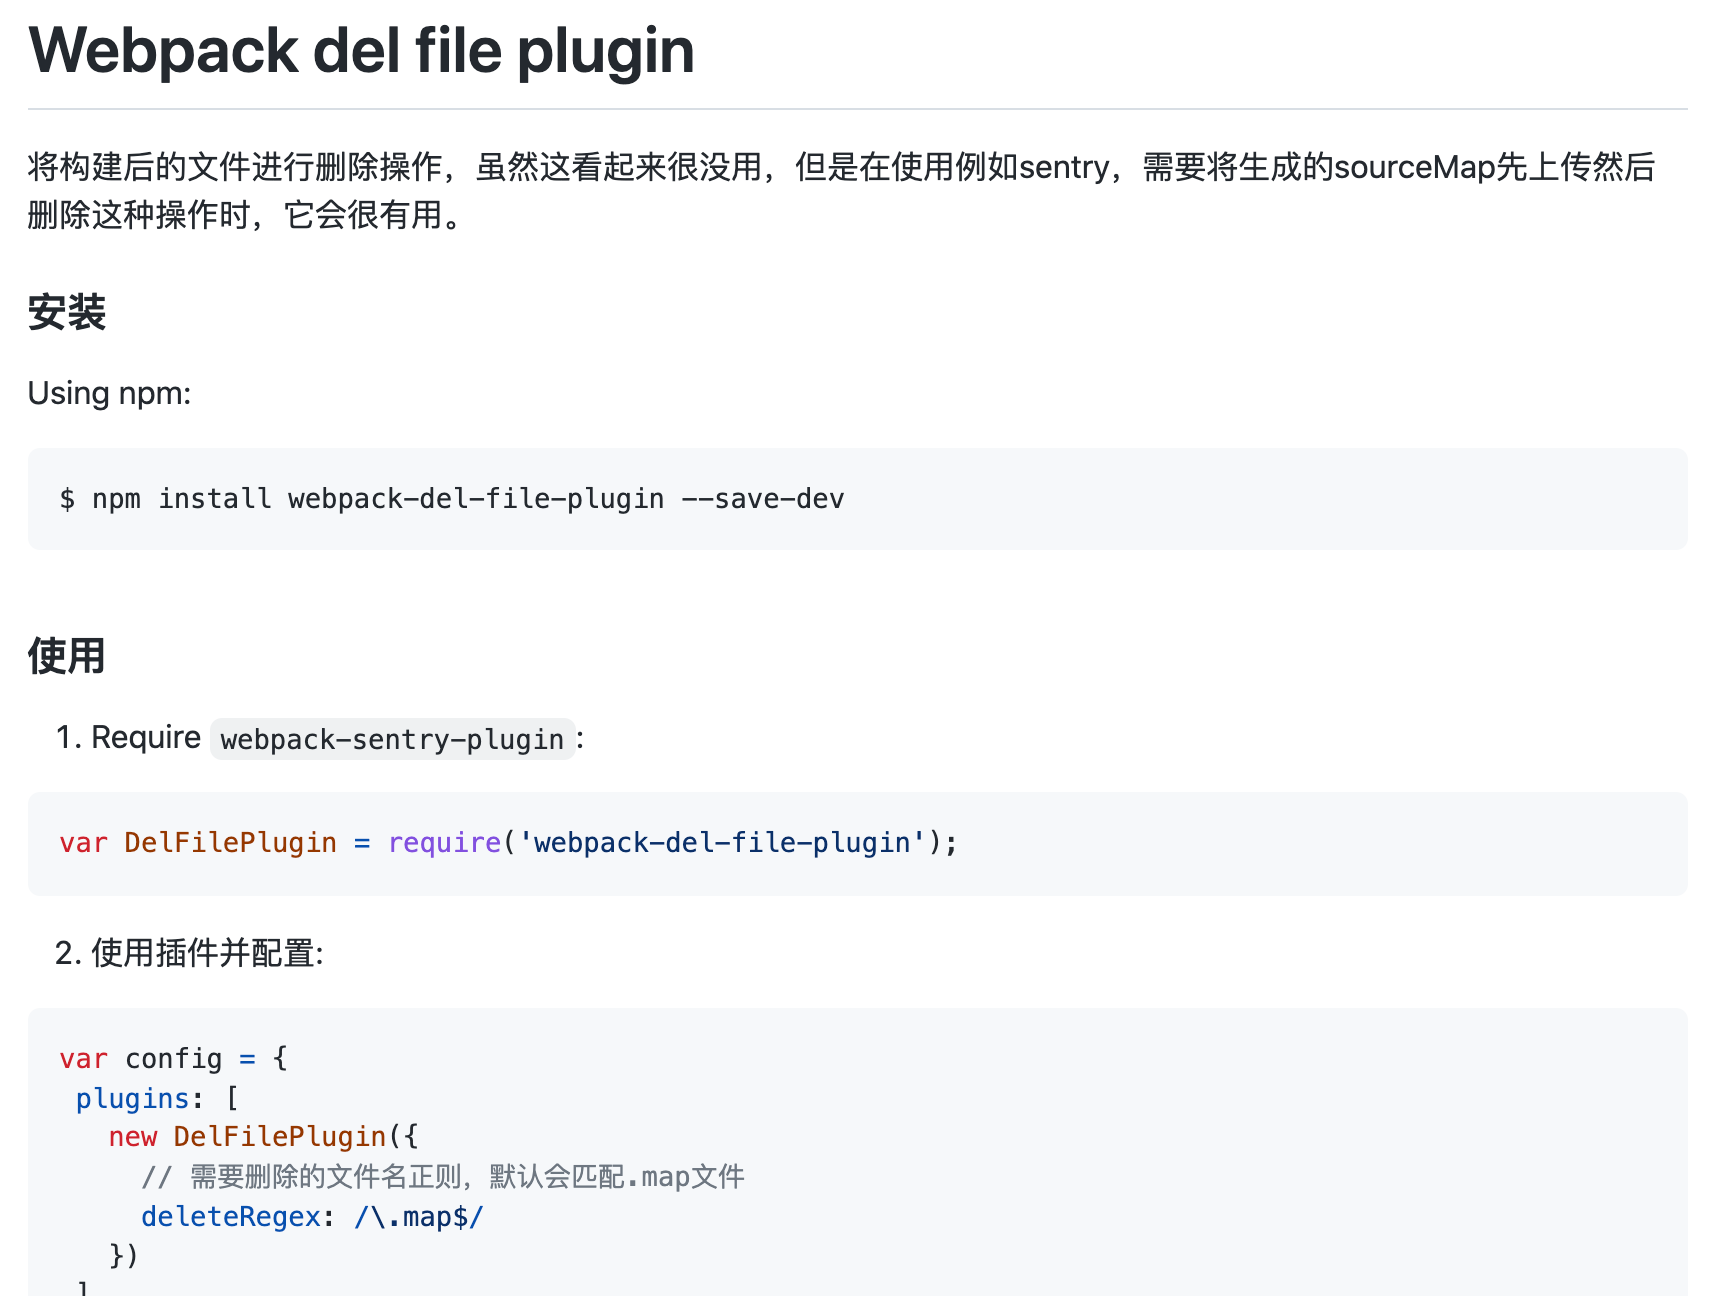 Webpack del file plugin
将构建后的文件进行删除操作，虽然这看起来很没用，但是在使用例如sentry，需要将生成的sourceMap先上传然后
删除这种操作时，它会很有用。
安装
Using npm:
$ npm install webpack-del-file-plugin --save-dev
使用
1. Require webpack-sentry-plugin:
var DelFilePlugin = require('webpack-del-file-plugin');
2. 使用插件并配置:
var config = {
 plugins: [
   new DelFilePlugin({
     // 需要删除的文件名正则，默认会匹配.map文件
     deleteRegex: /\.map$/
   })
 ]